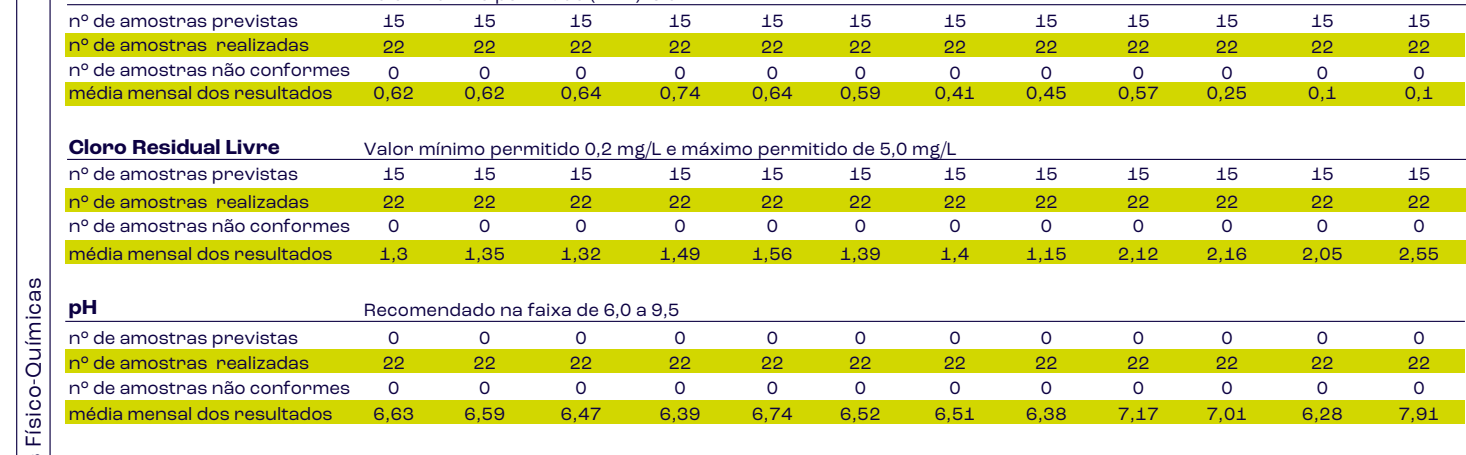 nº de amostras previstas 15 15 15 15 15 15 15 15 15 15 15 15
nº de amostras realizadas 22 22 22 22 22 22 22 22 22 22 22 22
nº de amostras não conformes 0 0 0 0 0 0 0 0 0 0 0 0
média mensal dos resultados 0,62 0,62 0,64 0,74 0,64 0,59 0,41 0,45 0,57 0,25 0,1 0,1
Cloro Residual Livre Valor mínimo permitido 0,2 mg/L e máximo permitido de 5,0 mg/L
nº de amostras previstas 15 15 15 15 15 15 15 15 15 15 15 15
nº de amostras realizadas 22 22 22 22 22 22 22 22 22 22 22 22
nº de amostras não conformes 0 0 0 0 0 0 0 0 0 0 0 0
média mensal dos resultados 1,3 1,35 1,32 1,49 1,56 1,39 1,4 1,15 2,12 2,16 2,05 2,55
pH Recomendado na faixa de 6,0 a 9,5
nº de amostras previstas 0 0 0 0 0 0 0 0 0 0 0 0
nº de amostras realizadas 22 22 22 22 22 22 22 22 22 22 22 22
nº de amostras não conformes 0 0 0 0 0 0 0 0 0 0 0 0
média mensal dos resultados 6,63 6,59 6,47 6,39 6,74 6,52 6,51 6,38 7,17 7,01 6,28 7,91
Físico-Químicas